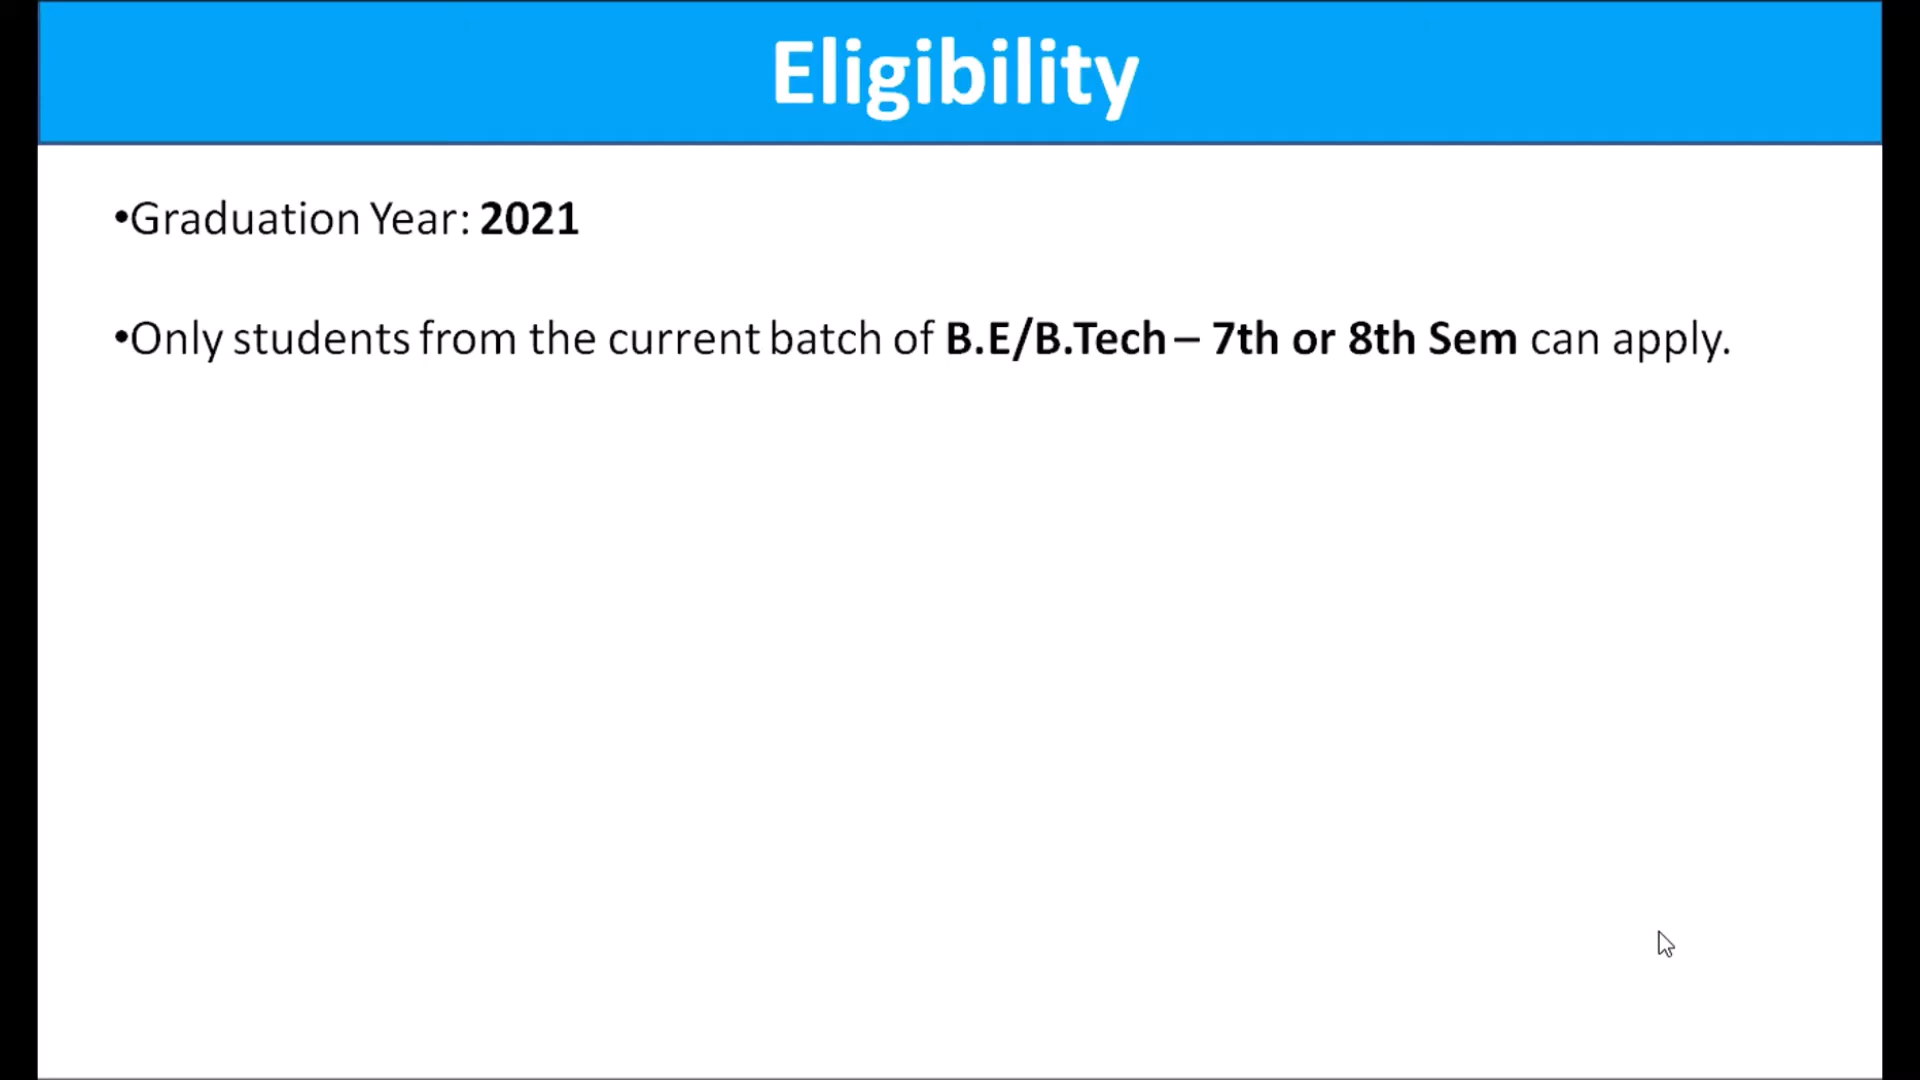 Eligibility
•Graduation Year: 2021
•Only students from the current batch of B.E/B.Tech – 7th or 8th Sem can apply.